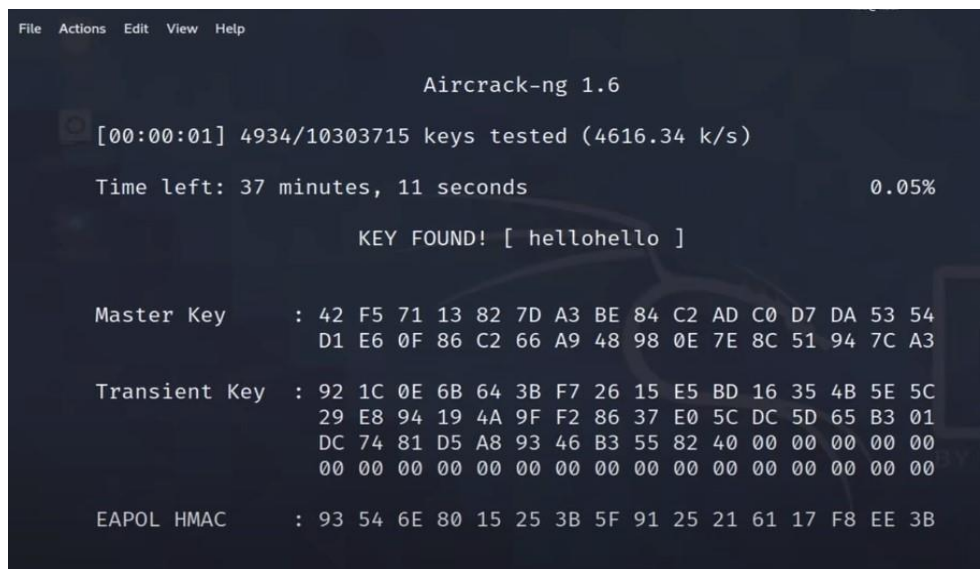 File Actions Edit View Help
Aircrack-ng 1.6
[00:00:01] 4934/10303715 keys tested (4616.34 k/s)
Time left: 37 minutes, 11 seconds 0.05%
KEY FOUND! [ hellohello ]
Master Key : 42 F5 71 13 82 7D A3 BE 84 C2 AD C0 D7 DA 53 54
D1 E6 0F 86 C2 66 A9 48 98 0E 7E 8C 51 94 7C A3
Transient Key : 92 1C 0E 6B 64 3B F7 26 15 E5 BD 16 35 4B 5E 5C
29 E8 94 19 4A 9F F2 86 37 E0 5C DC 5D 65 B3 01
DC 74 81 D5 A8 93 46 B3 55 82 40 00 00 00 00 00
00 00 00 00 00 00 00 00 00 00 00 00 00 00 00 00
BY
EAPOL HMAC : 93 54 6E 80 15 25 3B 5F 91 25 21 61 17 F8 EE 3B